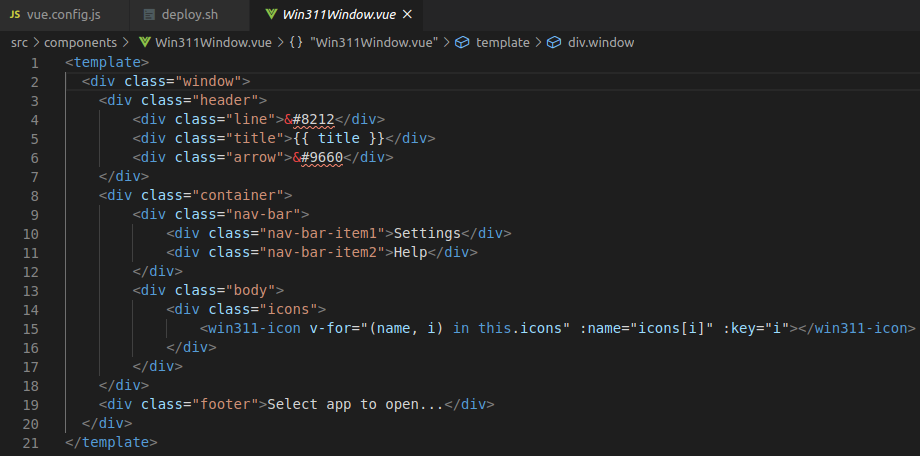 JS vue.config.js deploy.sh Win311Window.vue ×
src > components > Win311Window.vue > {} "Win311Window.vue" > template > div.window
1 <template>
2 <div class="window">
3 <div class="header">
4 <div class="line">&#8212</div>
5 <div class="title">{{ title }}</div>
6 <div class="arrow">&#9660</div>
7 </div>
8 <div class="container">
9 <div class="nav-bar">
10 <div class="nav-bar-item1">Settings</div>
11 <div class="nav-bar-item2">Help</div>
12 </div>
13 <div class="body">
14 <div class="icons">
15 <win311-icon v-for="(name, i) in this.icons" :name="icons[i]" :key="i"></win311-icon>
16 </div>
17 </div>
18 </div>
19 <div class="footer">Select app to open...</div>
20 </div>
21 </template>